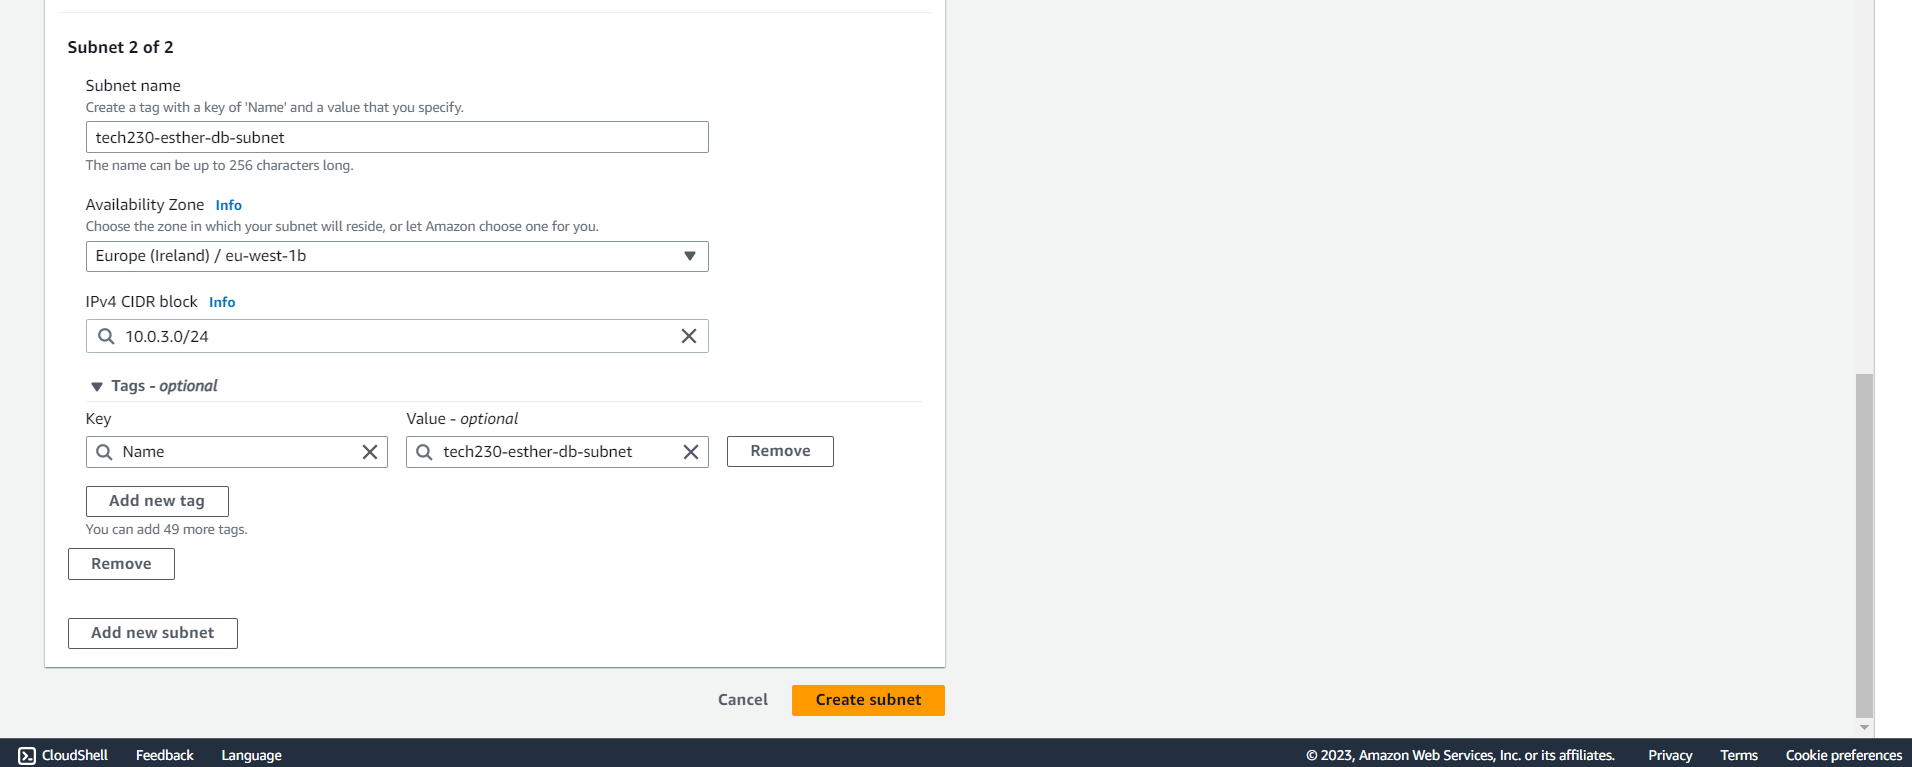 Subnet 2 of 2
Subnet name
Create a tag with a key of 'Name' and a value that you specify.
tech230-esther-db-subnet
The name can be up to 256 characters long.
Availability Zone Info
Choose the zone in which your subnet will reside, or let Amazon choose one for you.
Europe (Ireland) / eu-west-1b
IPv4 CIDR block Info
10.0.3.0/24
Tags - optional
Key Value - optional
Name tech230-esther-db-subnet Remove
Add new tag
You can add 49 more tags.
Remove
Add new subnet
Cancel Create subnet
CloudShell Feedback Language © 2023, Amazon Web Services, Inc. or its affiliates. Privacy Terms Cookie preferences